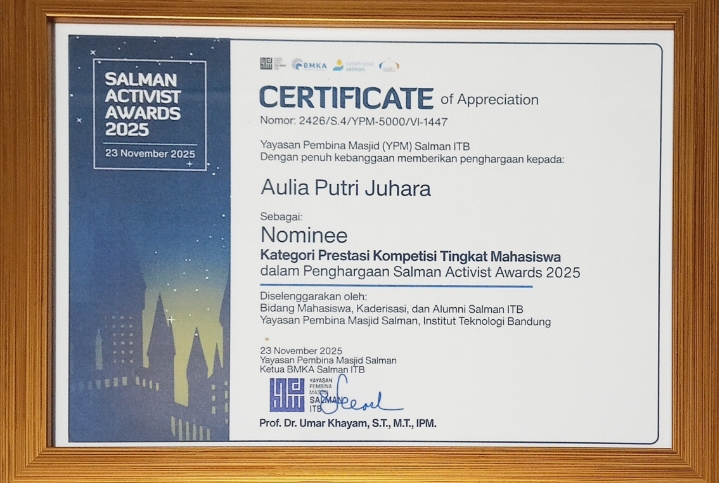 SALMAN
ACTIVIST
AWARDS
2025
23 November 2025
BMKA
CERTIFICATE of Appreciation
Nomor: 2426/S.4/YPM-5000/VI-1447
Yayasan Pembina Masjid (YPM) Salman ITB
Dengan penuh kebanggaan memberikan penghargaan kepada:
Aulia Putri Juhara
Sebagai:
Nominee
Kategori Prestasi Kompetisi Tingkat Mahasiswa
dalam Penghargaan Salman Activist Awards 2025
Diselenggarakan oleh:
Bidang Mahasiswa, Kaderisasi, dan Alumni Salman ITB
Yayasan Pembina Masjid Salman, Institut Teknologi Bandung
23 November 2025
Yayasan Pembina Masjid Salman
Ketua BMKA Salman ITB
YAYASAN
PEMBINA
SALMAN
ITB
Prof. Dr. Umar Khayam, S.T., M.T., IPM.